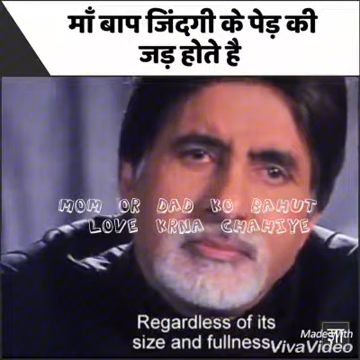 माँ बाप जिंदगी के पेड़ की
जड़ होते है
MOM OR DAD KO BAHUT
LOVE KRNA CHAHIYE
Regardless of its
size and fullness
Made With
VivaVideo